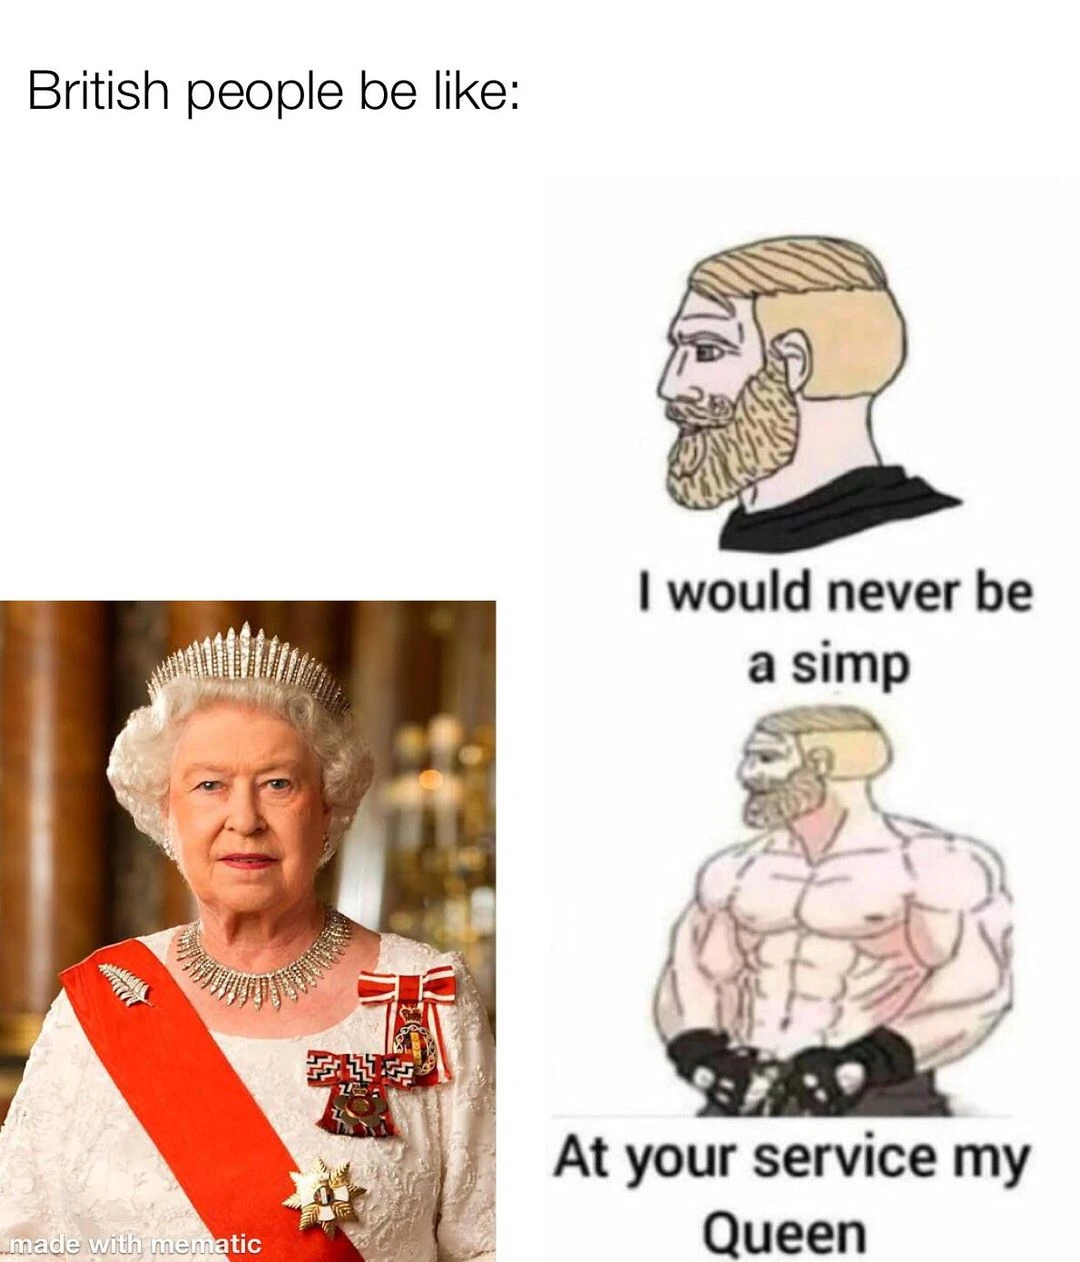 British people be like:
I would never be
a simp
At your service my
Queen
made with mematic